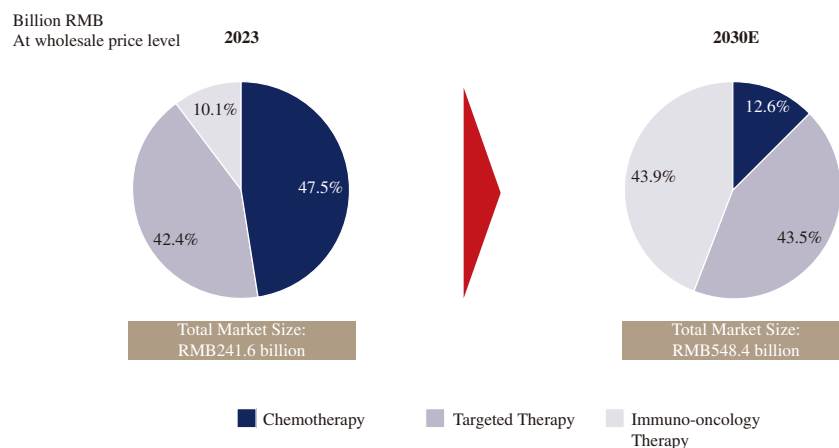 Billion RMB
At wholesale price level
2023
2030E
10.1%
47.5%
42.4%
12.6%
43.9%
43.5%
Total Market Size:
RMB241.6 billion
Total Market Size:
RMB548.4 billion
Chemotherapy
Targeted Therapy
Immuno-oncology
Therapy